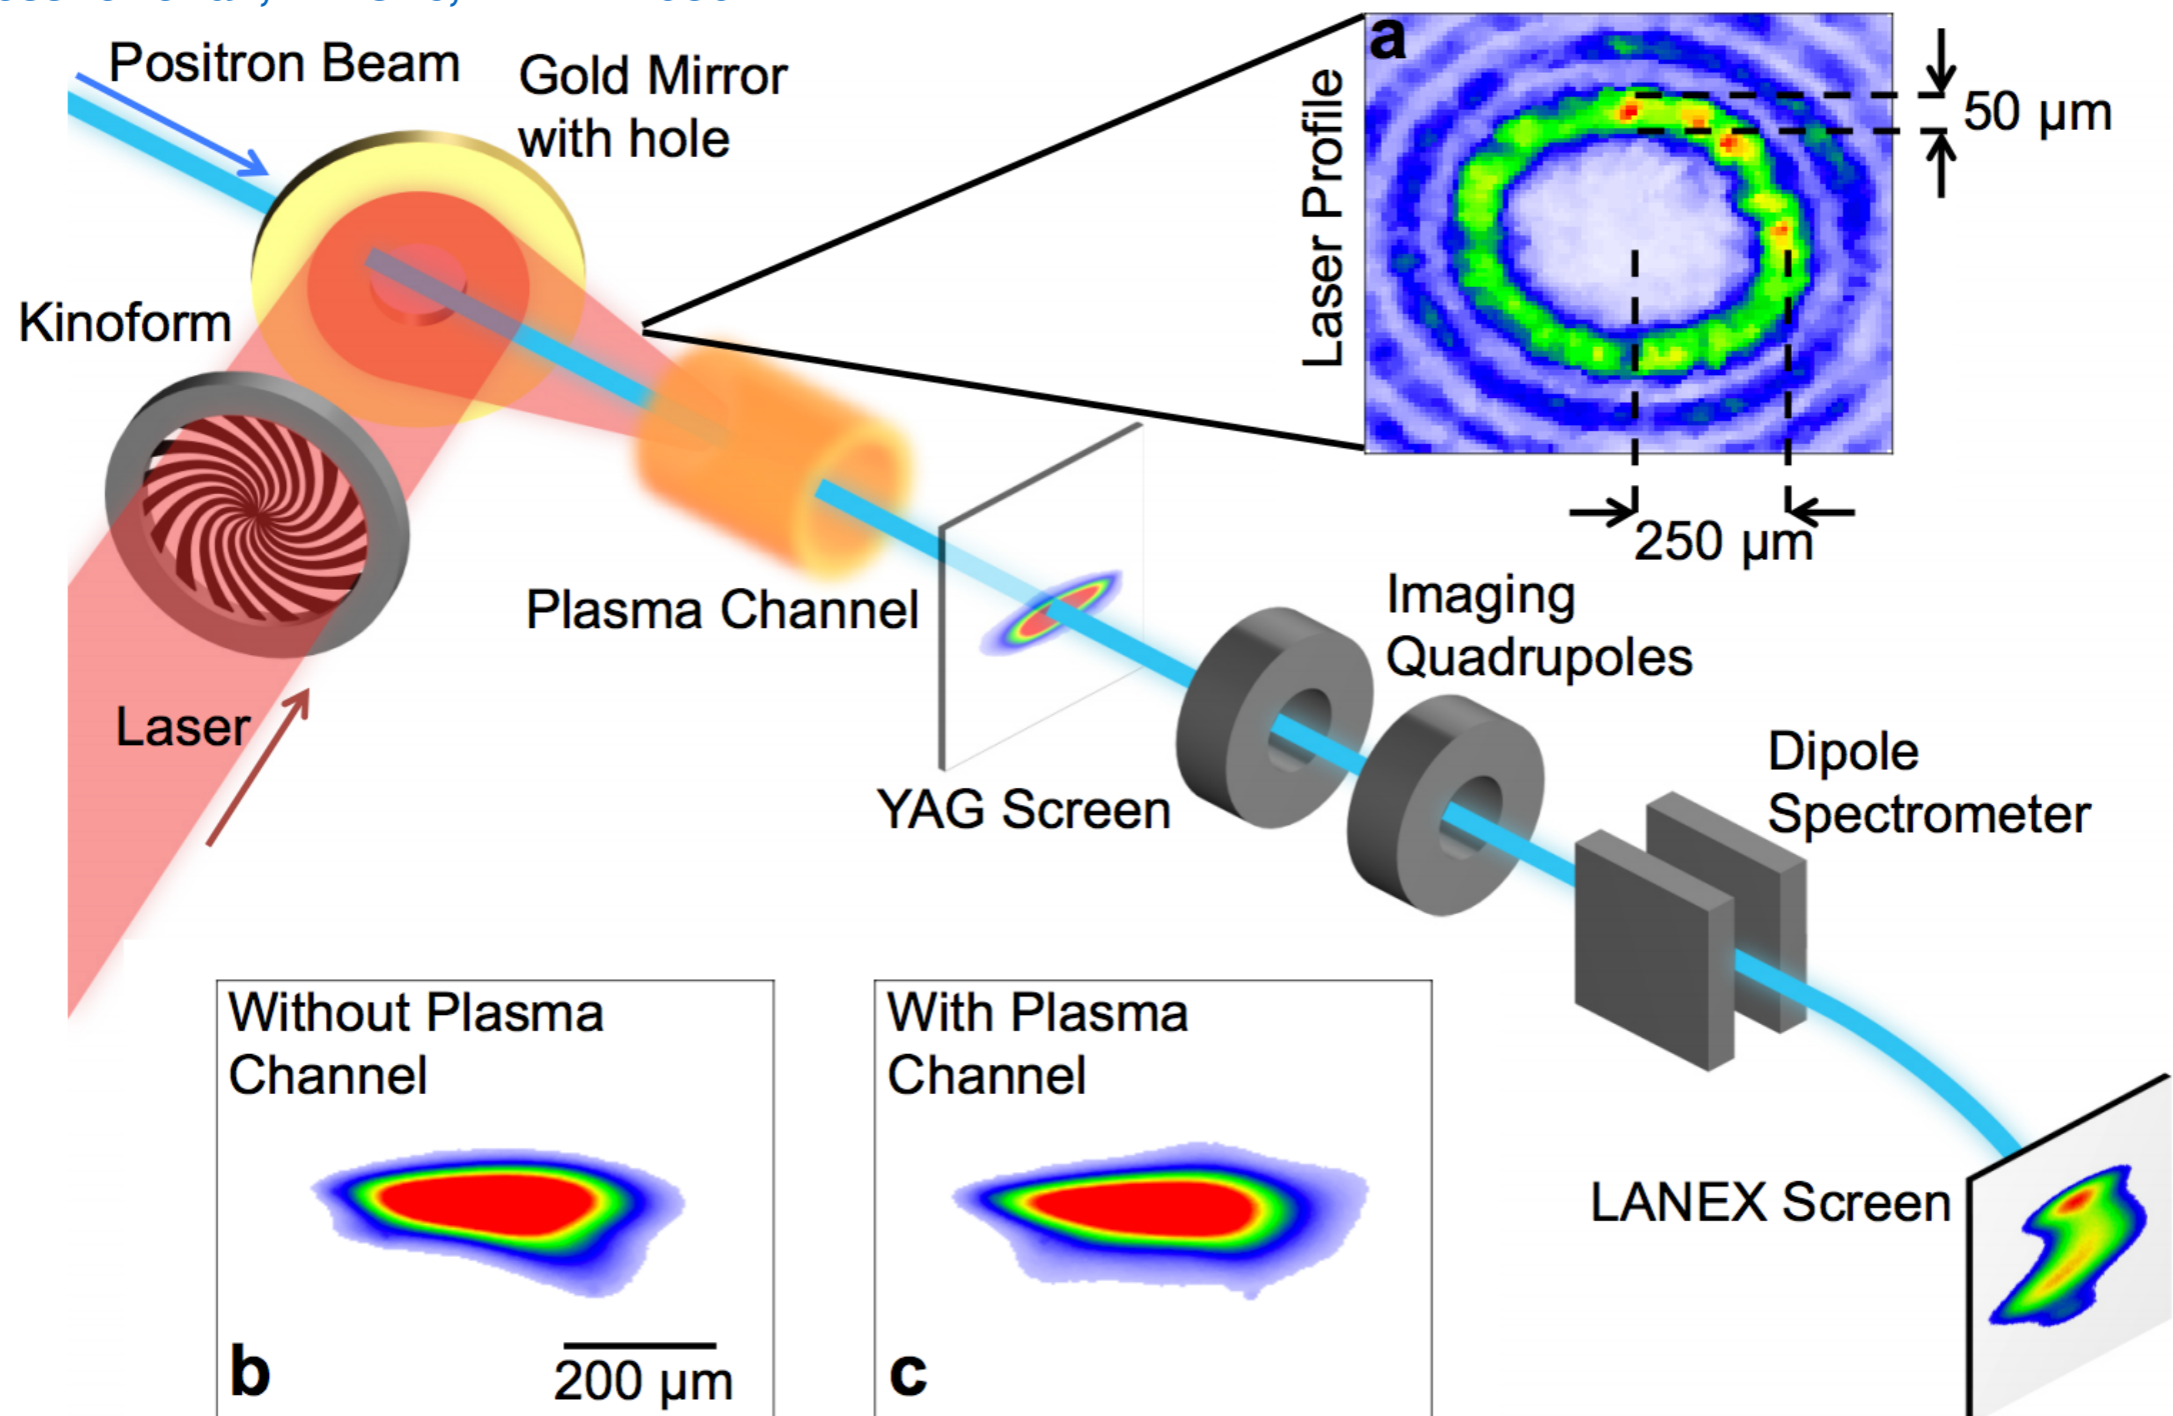 Positron Beam
Gold Mirror
with hole
Kinoform
Laser
Plasma Channel
a
Laser Profile
50 µm
250 µm
YAG Screen
Imaging
Quadrupoles
Dipole
Spectrometer
LANEX Screen
Without Plasma
Channel
b
200 µm
With Plasma
Channel
c